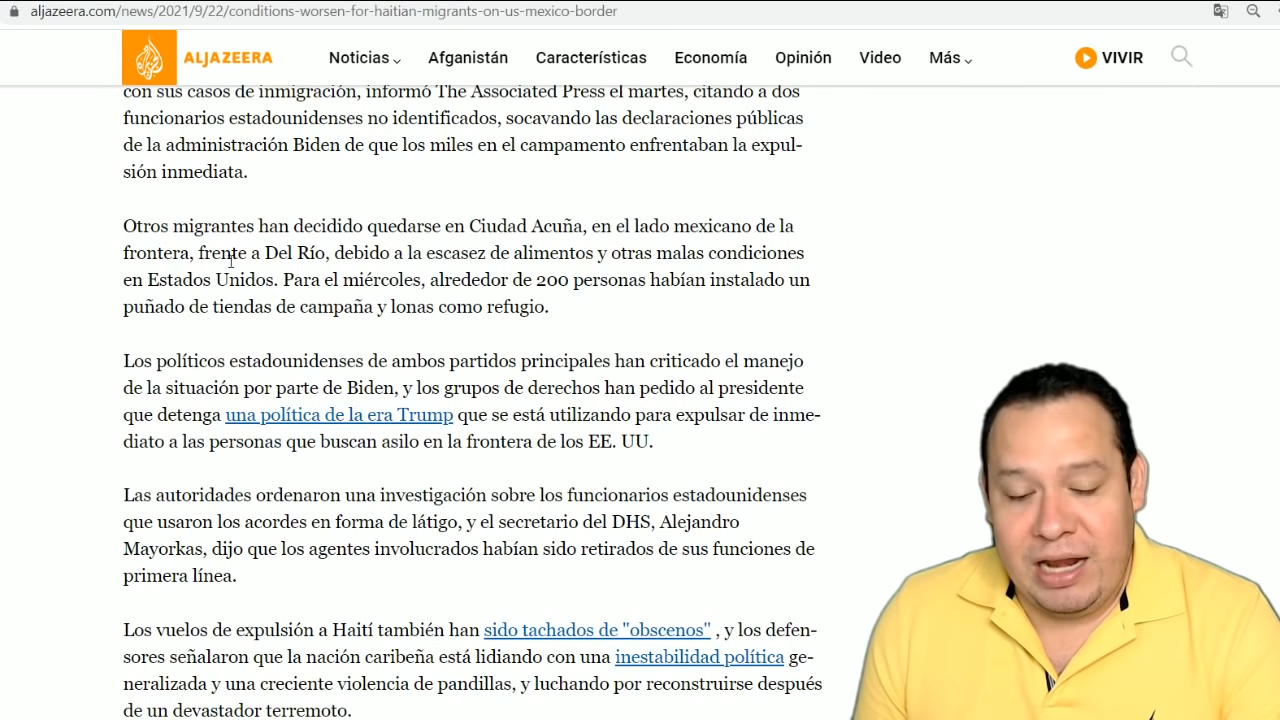 aljazeera.com/news/2021/9/22/conditions-worsen-for-haitian-migrants-on-us-mexico-border
ALJAZEERA Noticias Afganistán Características Economía Opinión Video Más VIVIR
con sus casos de inmigración, informó The Associated Press el martes, citando a dos
funcionarios estadounidenses no identificados, socavando las declaraciones públicas
de la administración Biden de que los miles en el campamento enfrentaban la expul-
sión inmediata.
Otros migrantes han decidido quedarse en Ciudad Acuña, en el lado mexicano de la
frontera, frente a Del Río, debido a la escasez de alimentos y otras malas condiciones
en Estados Unidos. Para el miércoles, alrededor de 200 personas habían instalado un
puñado de tiendas de campaña y lonas como refugio.
Los políticos estadounidenses de ambos partidos principales han criticado el manejo
de la situación por parte de Biden, y los grupos de derechos han pedido al presidente
que detenga una política de la era Trump que se está utilizando para expulsar de inme-
diato a las personas que buscan asilo en la frontera de los EE. UU.
Las autoridades ordenaron una investigación sobre los funcionarios estadounidenses
que usaron los acordes en forma de látigo, y el secretario del DHS, Alejandro
Mayorkas, dijo que los agentes involucrados habían sido retirados de sus funciones de
primera línea.
Los vuelos de expulsión a Haití también han sido tachados de "obscenos" , y los defen-
sores señalaron que la nación caribeña está lidiando con una inestabilidad política ge-
neralizada y una creciente violencia de pandillas, y luchando por reconstruirse después
de un devastador terremoto.